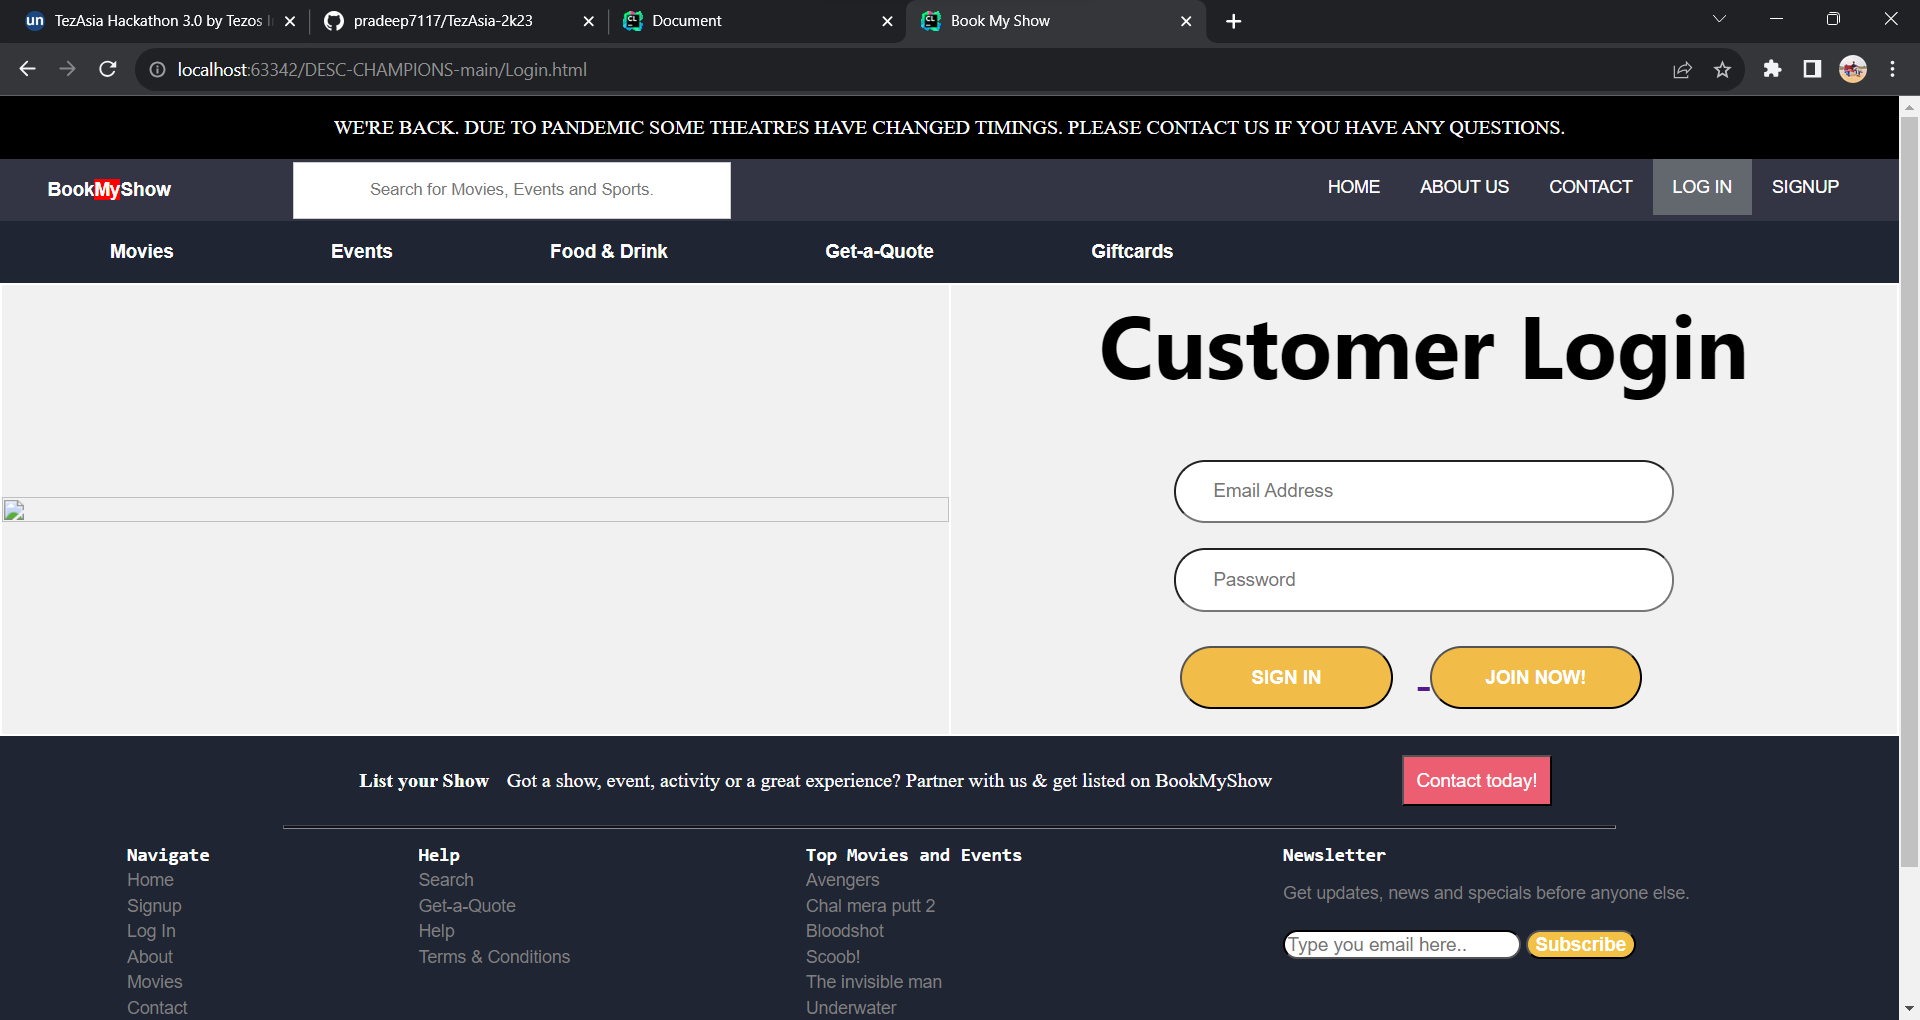 TezAsia Hackathon 3.0 by Tezos
pradeep7117/TezAsia-2k23
Document
Book My Show
localhost:63342/DESC-CHAMPIONS-main/Login.html
WE'RE BACK. DUE TO PANDEMIC SOME THEATRES HAVE CHANGED TIMINGS. PLEASE CONTACT US IF YOU HAVE ANY QUESTIONS.
BookMyShow
Search for Movies, Events and Sports.
HOME ABOUT US CONTACT LOG IN SIGNUP
Movies Events Food & Drink Get-a-Quote Giftcards
Customer Login
Email Address
Password
SIGN IN JOIN NOW!
List your Show Got a show, event, activity or a great experience? Partner with us & get listed on BookMyShow
Contact today!
Navigate
Home
Signup
Log In
About
Movies
Contact
Help
Search
Get-a-Quote
Help
Terms & Conditions
Top Movies and Events
Avengers
Chal mera putt 2
Bloodshot
Scoob!
The invisible man
Underwater
Newsletter
Get updates, news and specials before anyone else.
Type you email here..
Subscribe